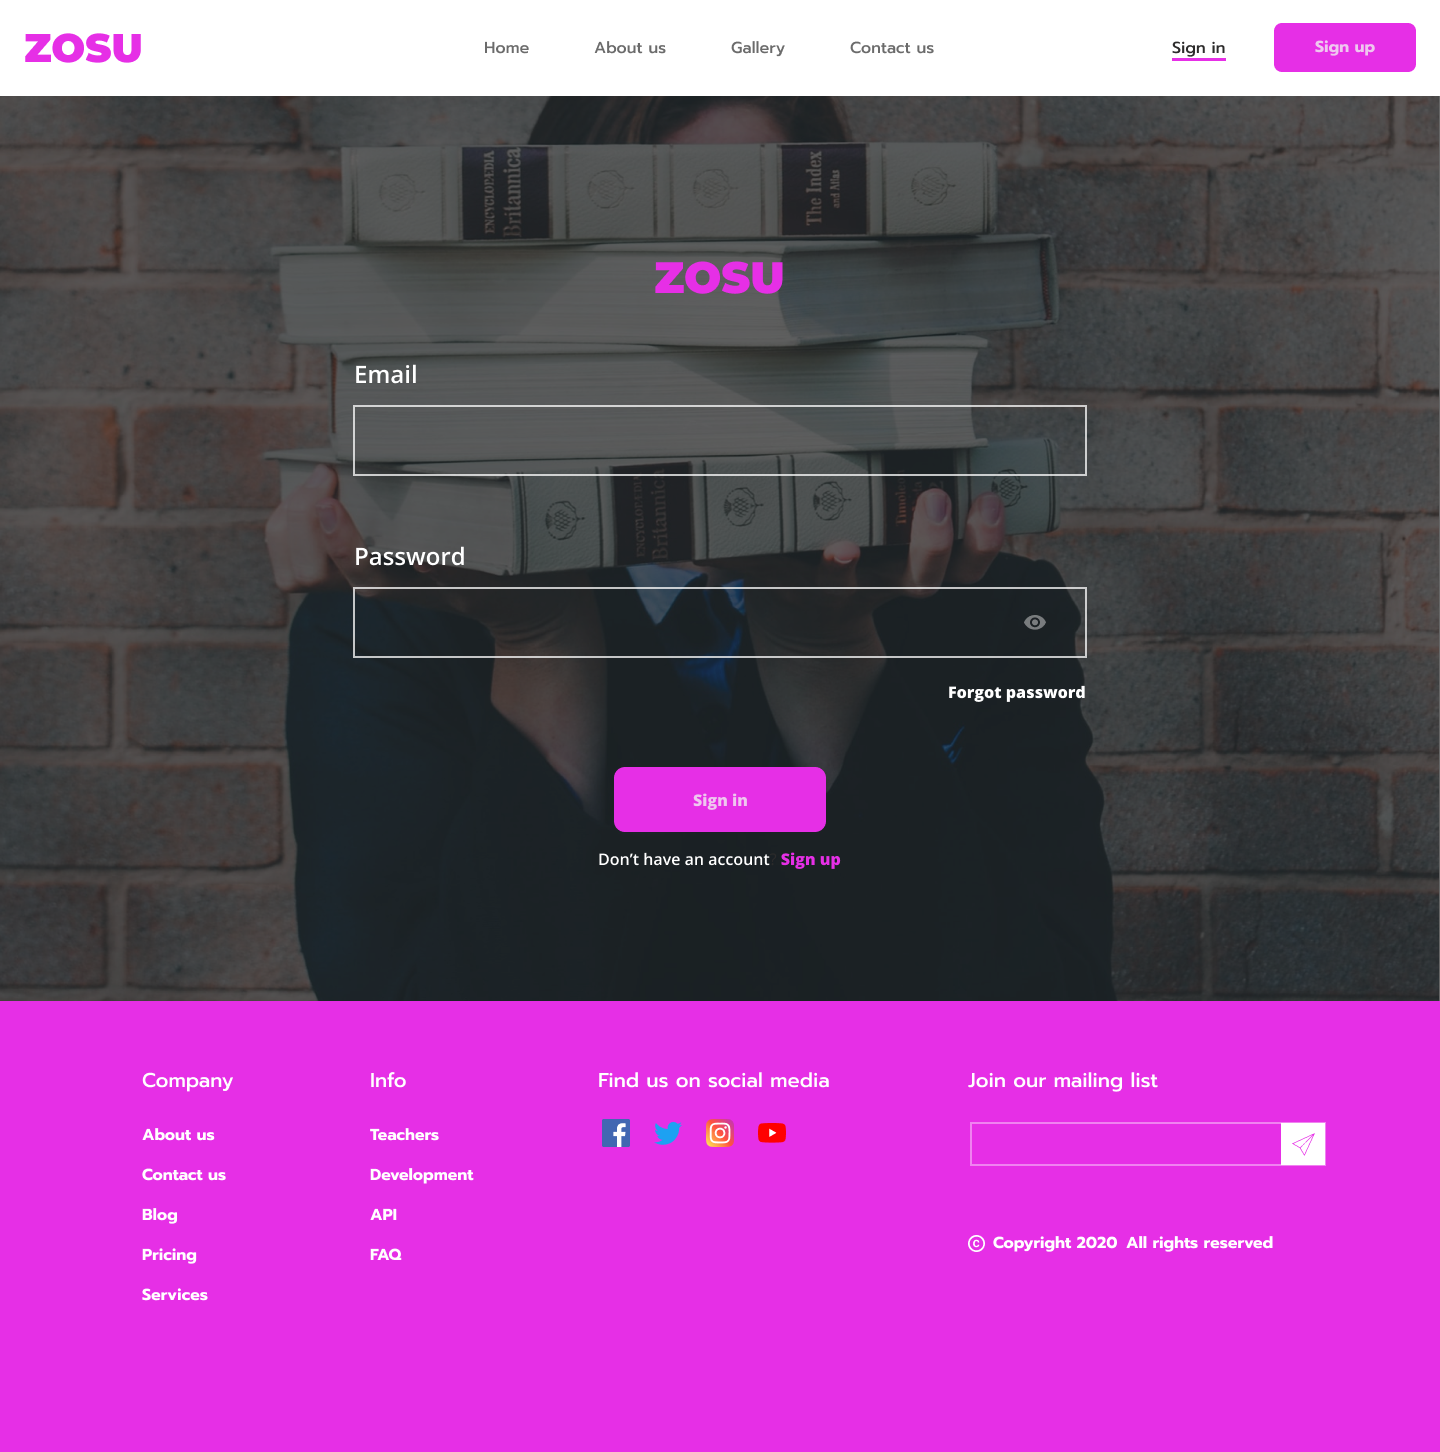 ZOSU
Home About us Gallery Contact us Sign in Sign up
ENCYCLOPÆDIA
Britannica
The Index
and Atlas
ZOSU
Email
ENCYCLOPÆDIA
Britannica
Password
Forgot password
Sign in
Don’t have an account Sign up
Company
About us
Contact us
Blog
Pricing
Services
Info
Teachers
Development
API
FAQ
Find us on social media
Join our mailing list
© Copyright 2020 All rights reserved